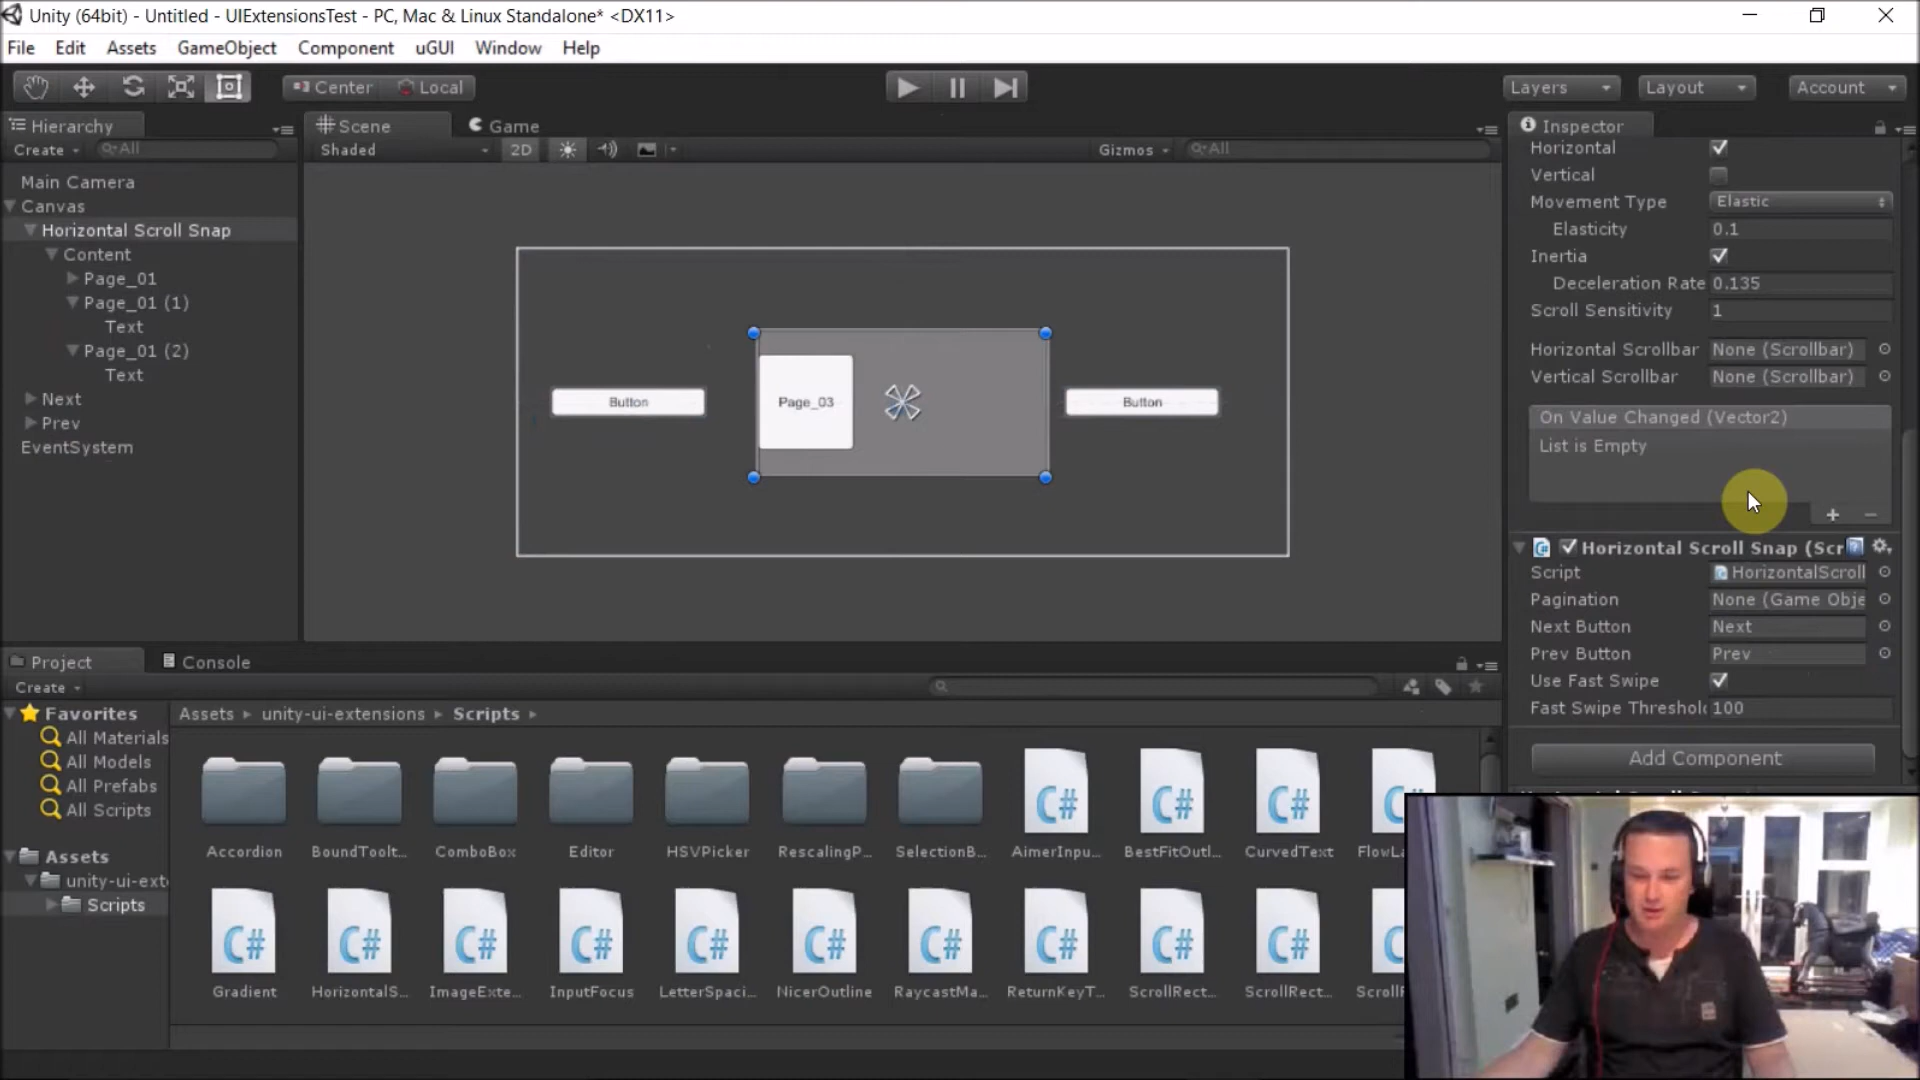 Unity (64bit) - Untitled - UIExtensionsTest - PC, Mac & Linux Standalone* <DX11>
File Edit Assets GameObject Component uGUI Window Help
Center Local
Layers Layout Account
Hierarchy
Create All
Main Camera
Canvas
Horizontal Scroll Snap
Content
Page_01
Page_01 (1)
Text
Page_01 (2)
Text
Next
Prev
EventSystem
Scene Game
Shaded 2D Gizmos All
Button
Page_03
Button
Inspector
Horizontal
Vertical
Movement Type Elastic
Elasticity 0.1
Inertia
Deceleration Rate 0.135
Scroll Sensitivity 1
Horizontal Scrollbar None (Scrollbar)
Vertical Scrollbar None (Scrollbar)
On Value Changed (Vector2)
List is Empty
+ −
Horizontal Scroll Snap (Scr
Script HorizontalScroll
Pagination None (Game Obje
Next Button Next
Prev Button Prev
Use Fast Swipe
Fast Swipe Threshol 100
Add Component
Project Console
Create
Favorites
All Materials
All Models
All Prefabs
All Scripts
Assets
unity-ui-ext
Scripts
Assets unity-ui-extensions Scripts
Accordion BoundToolt... ComboBox Editor HSVPicker RescalingP... SelectionB... AimerInpu... BestFitOutl... CurvedText FlowLa
C# C# C# C#
Gradient HorizontalS... ImageExte... InputFocus LetterSpaci... NicerOutline RaycastMa... ReturnKeyT... ScrollRect... ScrollRect... ScrollR
C# C# C# C# C# C# C# C# C# C# C#